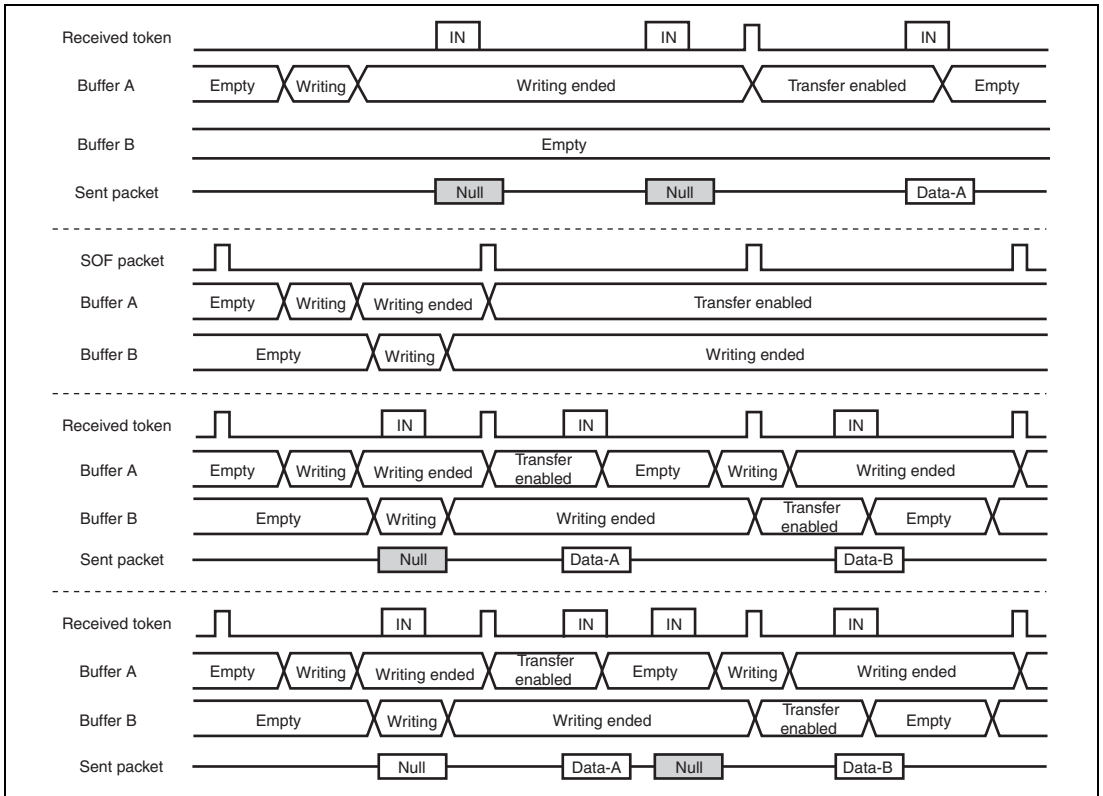 Received token IN IN IN
Buffer A Empty Writing Writing ended Transfer enabled Empty
Buffer B Empty
Sent packet Null Null Data-A
SOF packet
Buffer A Empty Writing Writing ended Transfer enabled
Buffer B Empty Writing Writing ended
Received token IN IN IN
Buffer A Empty Writing Writing ended Transfer enabled Empty Writing Writing ended
Buffer B Empty Writing Writing ended Transfer enabled Empty
Sent packet Null Data-A Data-B
Received token IN IN IN IN
Buffer A Empty Writing Writing ended Transfer enabled Empty Writing Writing ended
Buffer B Empty Writing Writing ended Transfer enabled Empty
Sent packet Null Data-A Null Data-B